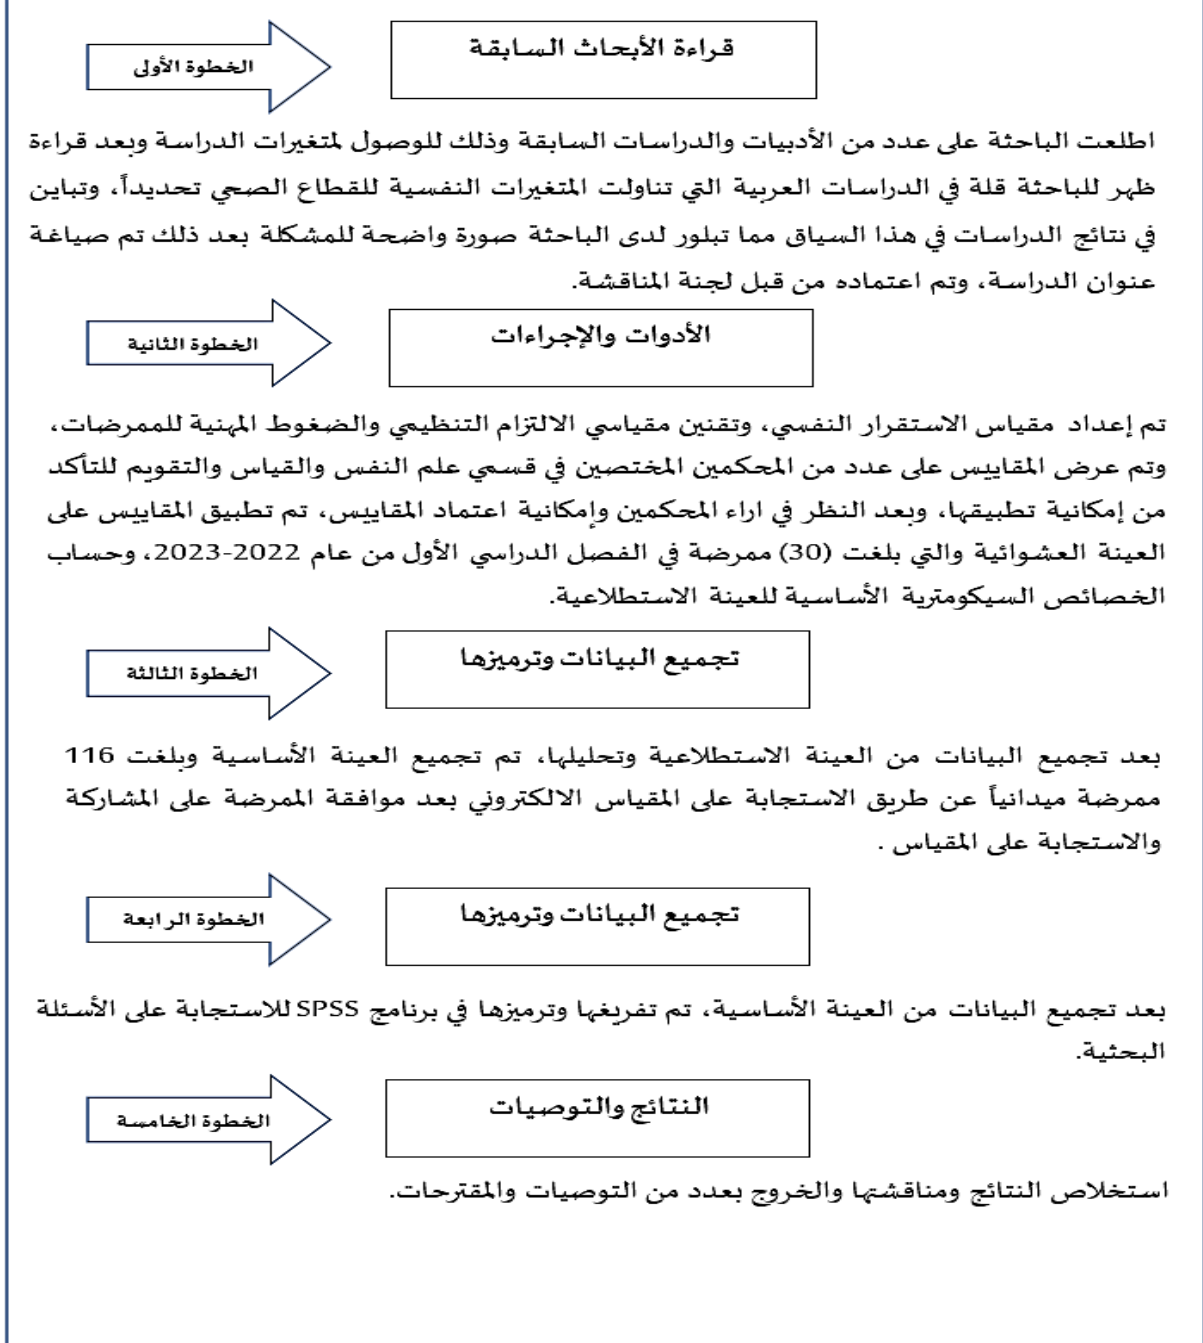 قراءة الأبحاث السابقة
الخطوة الأولى
اطلعت الباحثة على عدد من الأدبيات والدراسات السابقة وذلك للوصول لمتغيرات الدراسة وبعد قراءة
ظهر للباحثة قلة في الدراسات العربية التي تناولت المتغيرات النفسية للقطاع الصحي تحديداً، وتباين
في نتائج الدراسات في هذا السياق مما تبلور لدى الباحثة صورة واضحة للمشكلة بعد ذلك تم صياغة
عنوان الدراسة، وتم اعتماده من قبل لجنة المناقشة.
الأدوات والإجراءات
الخطوة الثانية
تم إعداد مقياس الاستقرار النفسي، وتقنين مقياسي الالتزام التنظيمي والضغوط المهنية للممرضات،
وتم عرض المقاييس على عدد من المحكمين المختصين في قسمي علم النفس والقياس والتقويم للتأكد
من إمكانية تطبيقها، وبعد النظر في اراء المحكمين وإمكانية اعتماد المقاييس، تم تطبيق المقاييس على
العينة العشوائية والتي بلغت (30) ممرضة في الفصل الدراسي الأول من عام 2022-2023، وحساب
الخصائص السيكومترية الأساسية للعينة الاستطلاعية.
تجميع البيانات وترميزها
الخطوة الثالثة
بعد تجميع البيانات من العينة الاستطلاعية وتحليلها، تم تجميع العينة الأساسية وبلغت 116
ممرضة ميدانياً عن طريق الاستجابة على المقياس الالكتروني بعد موافقة الممرضة على المشاركة
والاستجابة على المقياس .
تجميع البيانات وترميزها
الخطوة الرابعة
بعد تجميع البيانات من العينة الأساسية، تم تفريغها وترميزها في برنامج SPSS للاستجابة على الأسئلة
البحثية.
النتائج والتوصيات
الخطوة الخامسة
استخلاص النتائج ومناقشتها والخروج بعدد من التوصيات والمقترحات.